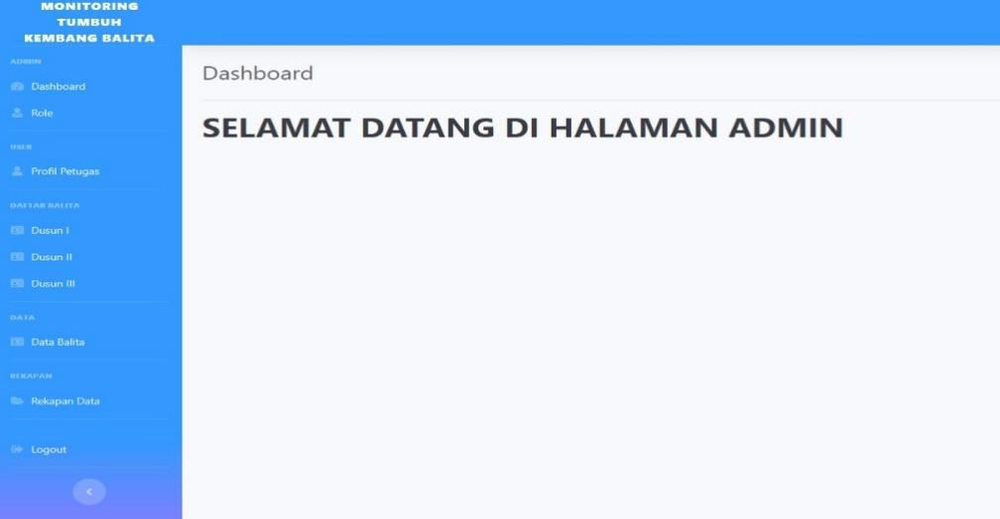 MONITORING
TUMBUH
KEMBANG BALITA
ADMIN
Dashboard
Role
USER
Profil Petugas
DAFTAR BALITA
Dusun I
Dusun II
Dusun III
DATA
Data Balita
REKAPAN
Rekapan Data
Logout
Dashboard
SELAMAT DATANG DI HALAMAN ADMIN